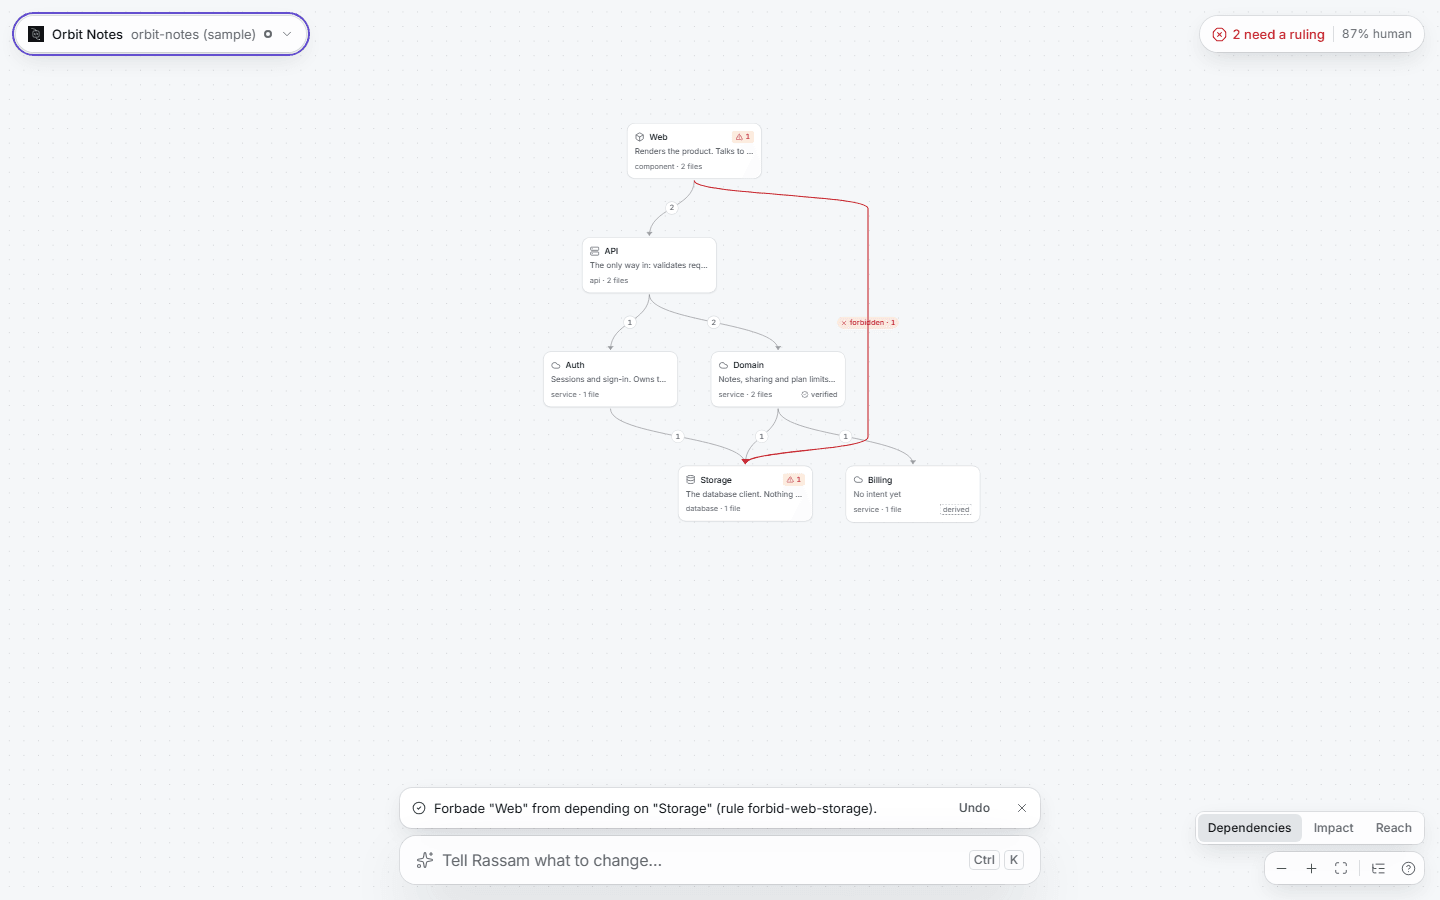 Orbit Notes orbit-notes (sample)
2 need a ruling 87% human
Web 1
Renders the product. Talks to ...
component · 2 files
2
API
The only way in: validates req...
api · 2 files
1 2
forbidden · 1
Auth
Sessions and sign-in. Owns t...
service · 1 file
Domain
Notes, sharing and plan limits...
service · 2 files verified
1 1 1
Storage 1
The database client. Nothing ...
database · 1 file
Billing
No intent yet
service · 1 file derived
Forbade "Web" from depending on "Storage" (rule forbid-web-storage). Undo
Tell Rassam what to change... Ctrl K
Dependencies Impact Reach